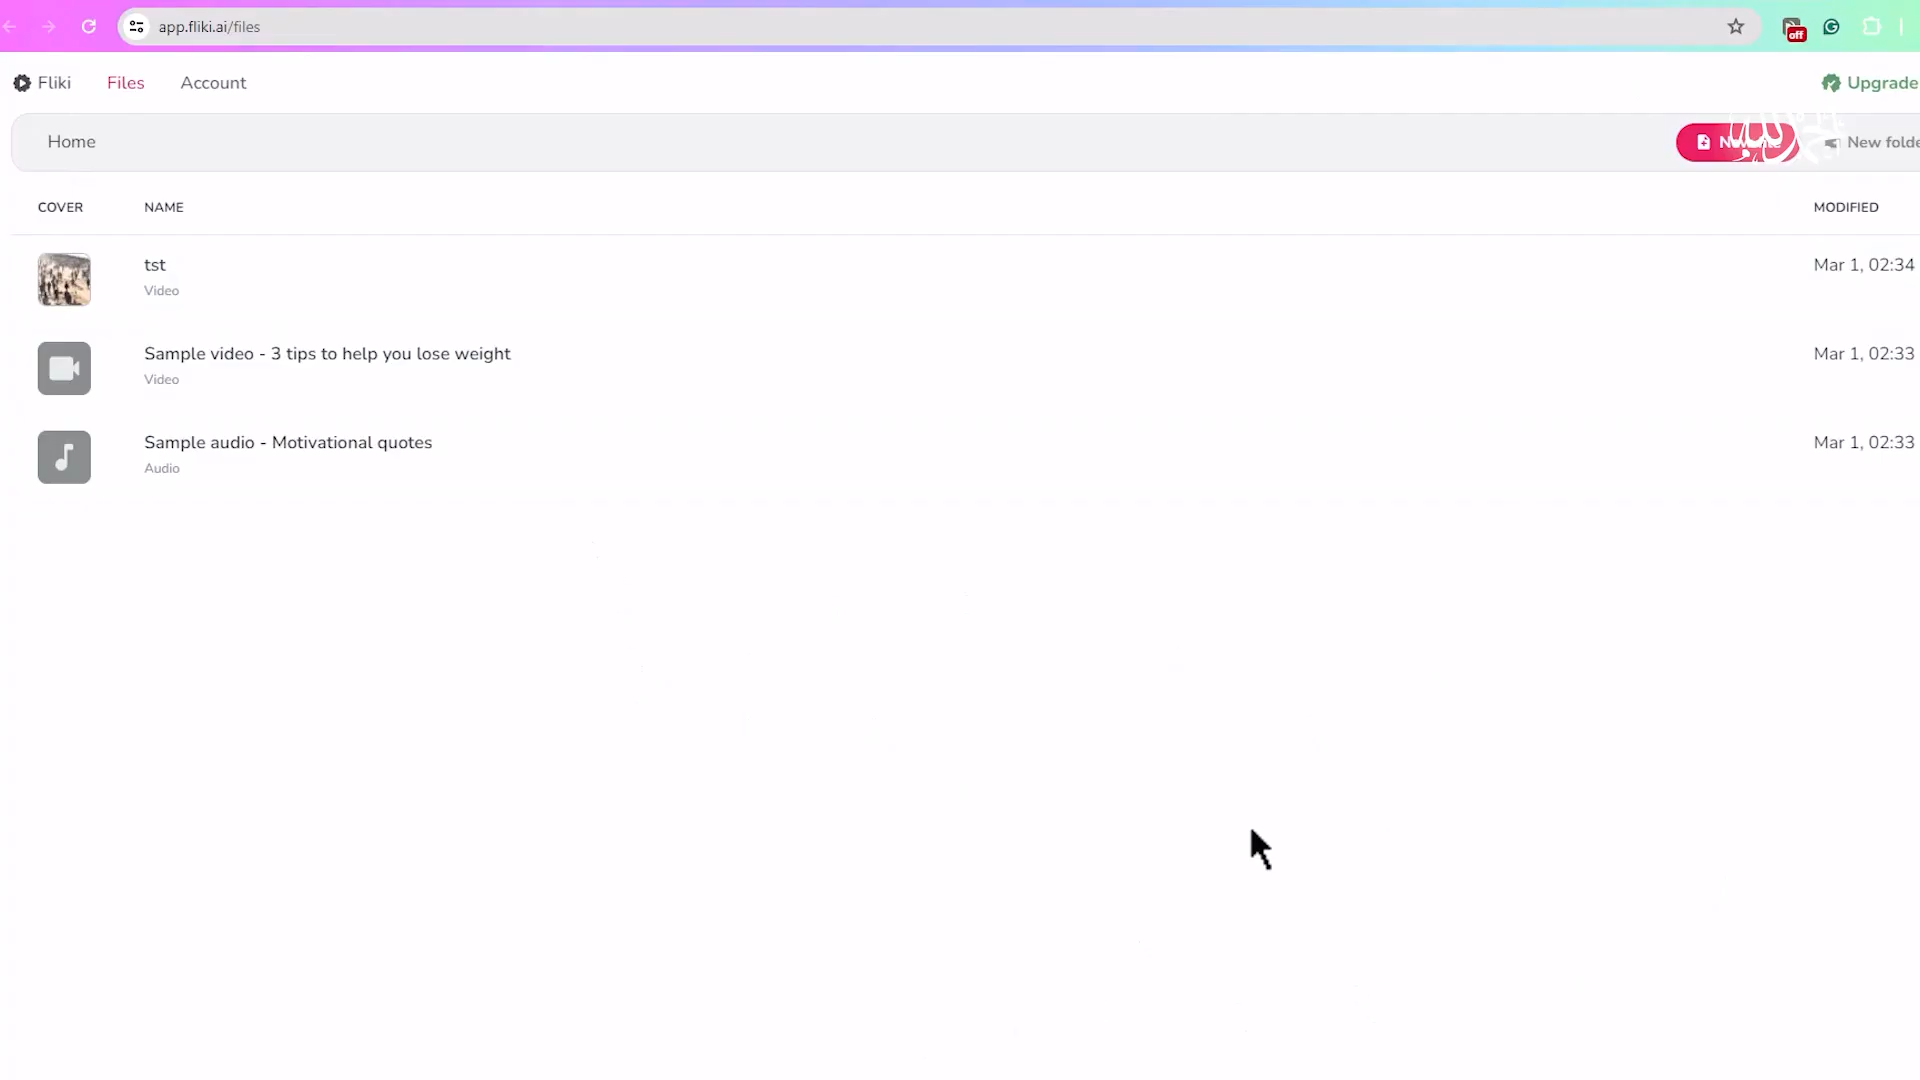 app.fliki.ai/files
off
Fliki
Files
Account
Upgrade
Home
New folde
COVER
NAME
MODIFIED
tst
Mar 1, 02:34
Video
Sample video - 3 tips to help you lose weight
Mar 1, 02:33
Video
Sample audio - Motivational quotes
Mar 1, 02:33
Audio